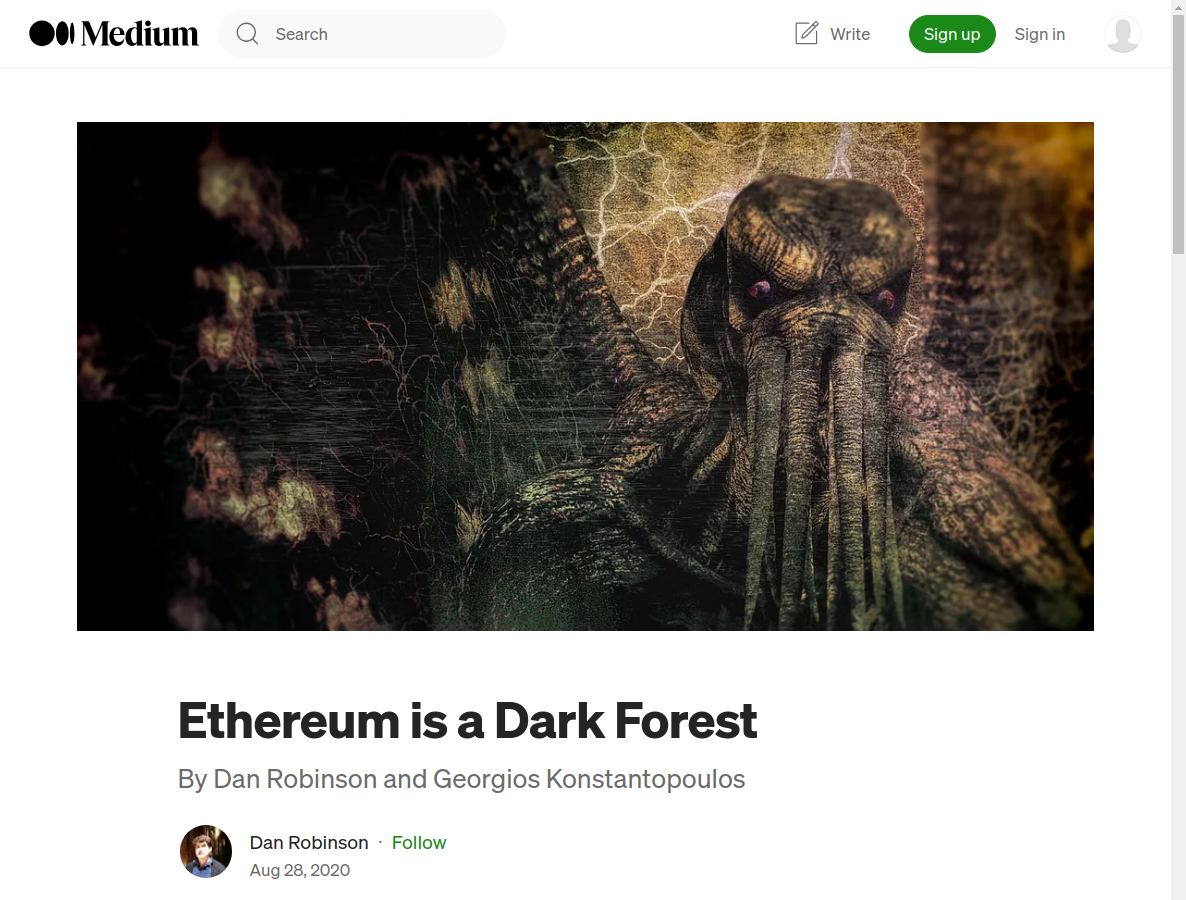 Medium
Search
Write
Sign up
Sign in
Ethereum is a Dark Forest
By Dan Robinson and Georgios Konstantopoulos
Dan Robinson · Follow
Aug 28, 2020